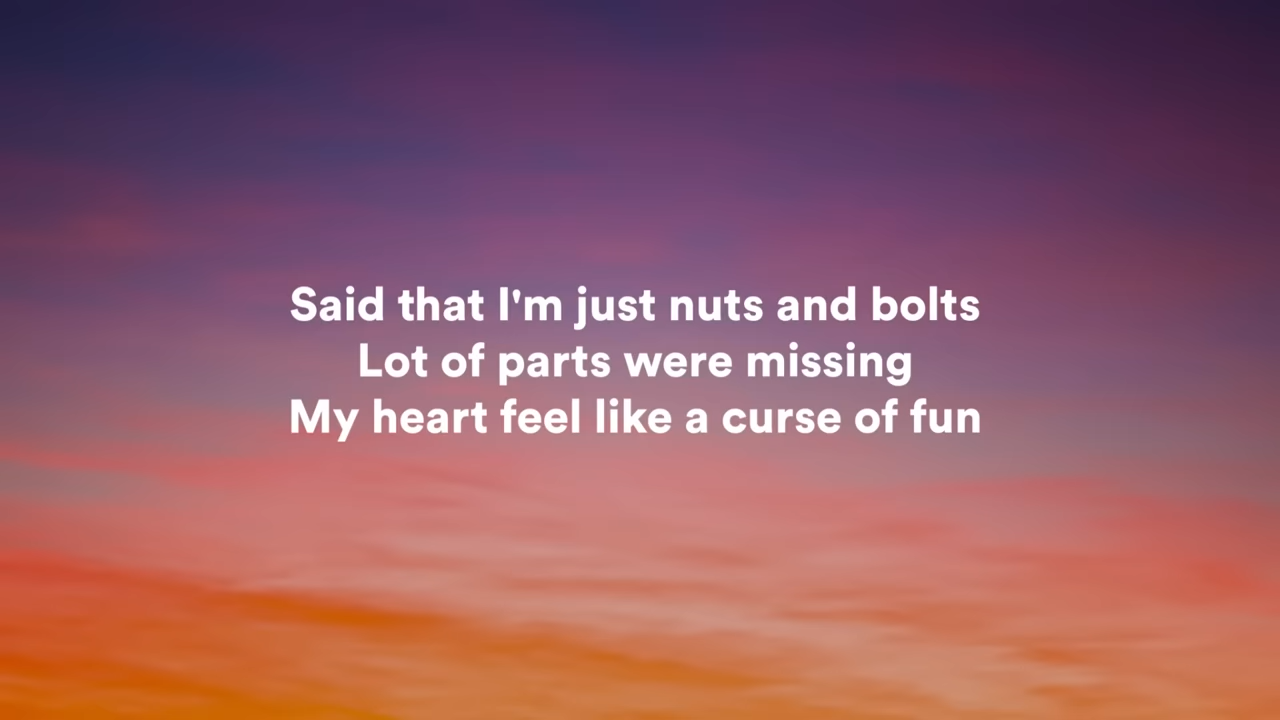 Said that I'm just nuts and bolts
Lot of parts were missing
My heart feel like a curse of fun